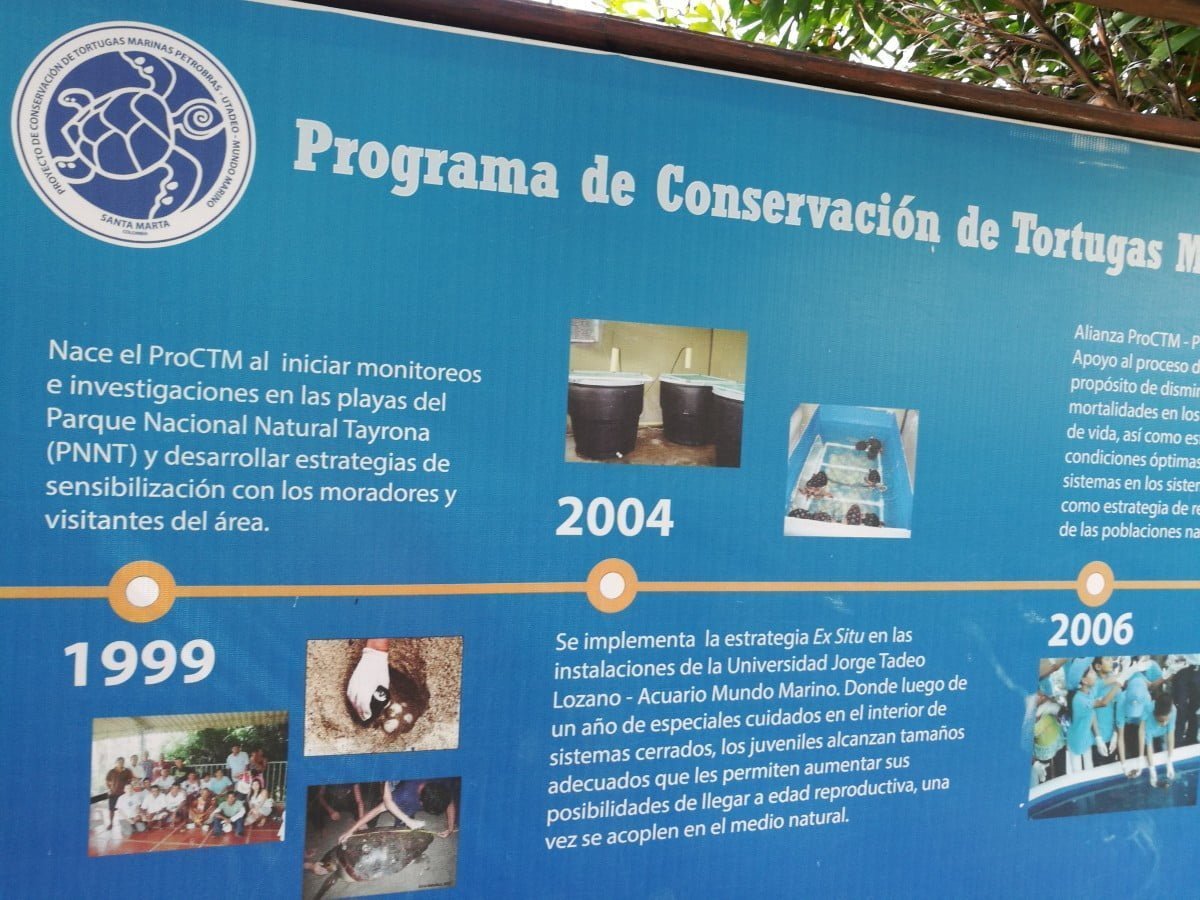 PROYECTO DE CONSERVACIÓN DE TORTUGAS MARINAS PETROBRAS - UTADEO - MUNDO MARINO
SANTA MARTA
COLOMBIA
Programa de Conservación de Tortugas M
Nace el ProCTM al iniciar monitoreos
e investigaciones en las playas del
Parque Nacional Natural Tayrona
(PNNT) y desarrollar estrategias de
sensibilización con los moradores y
visitantes del área.
1999
2004
Se implementa la estrategia Ex Situ en las
instalaciones de la Universidad Jorge Tadeo
Lozano - Acuario Mundo Marino. Donde luego de
un año de especiales cuidados en el interior de
sistemas cerrados, los juveniles alcanzan tamaños
adecuados que les permiten aumentar sus
posibilidades de llegar a edad reproductiva, una
vez se acoplen en el medio natural.
Alianza ProCTM - P
Apoyo al proceso d
propósito de dismin
mortalidades en los
de vida, así como es
condiciones óptimas
sistemas en los sister
como estrategia de re
de las poblaciones na
2006